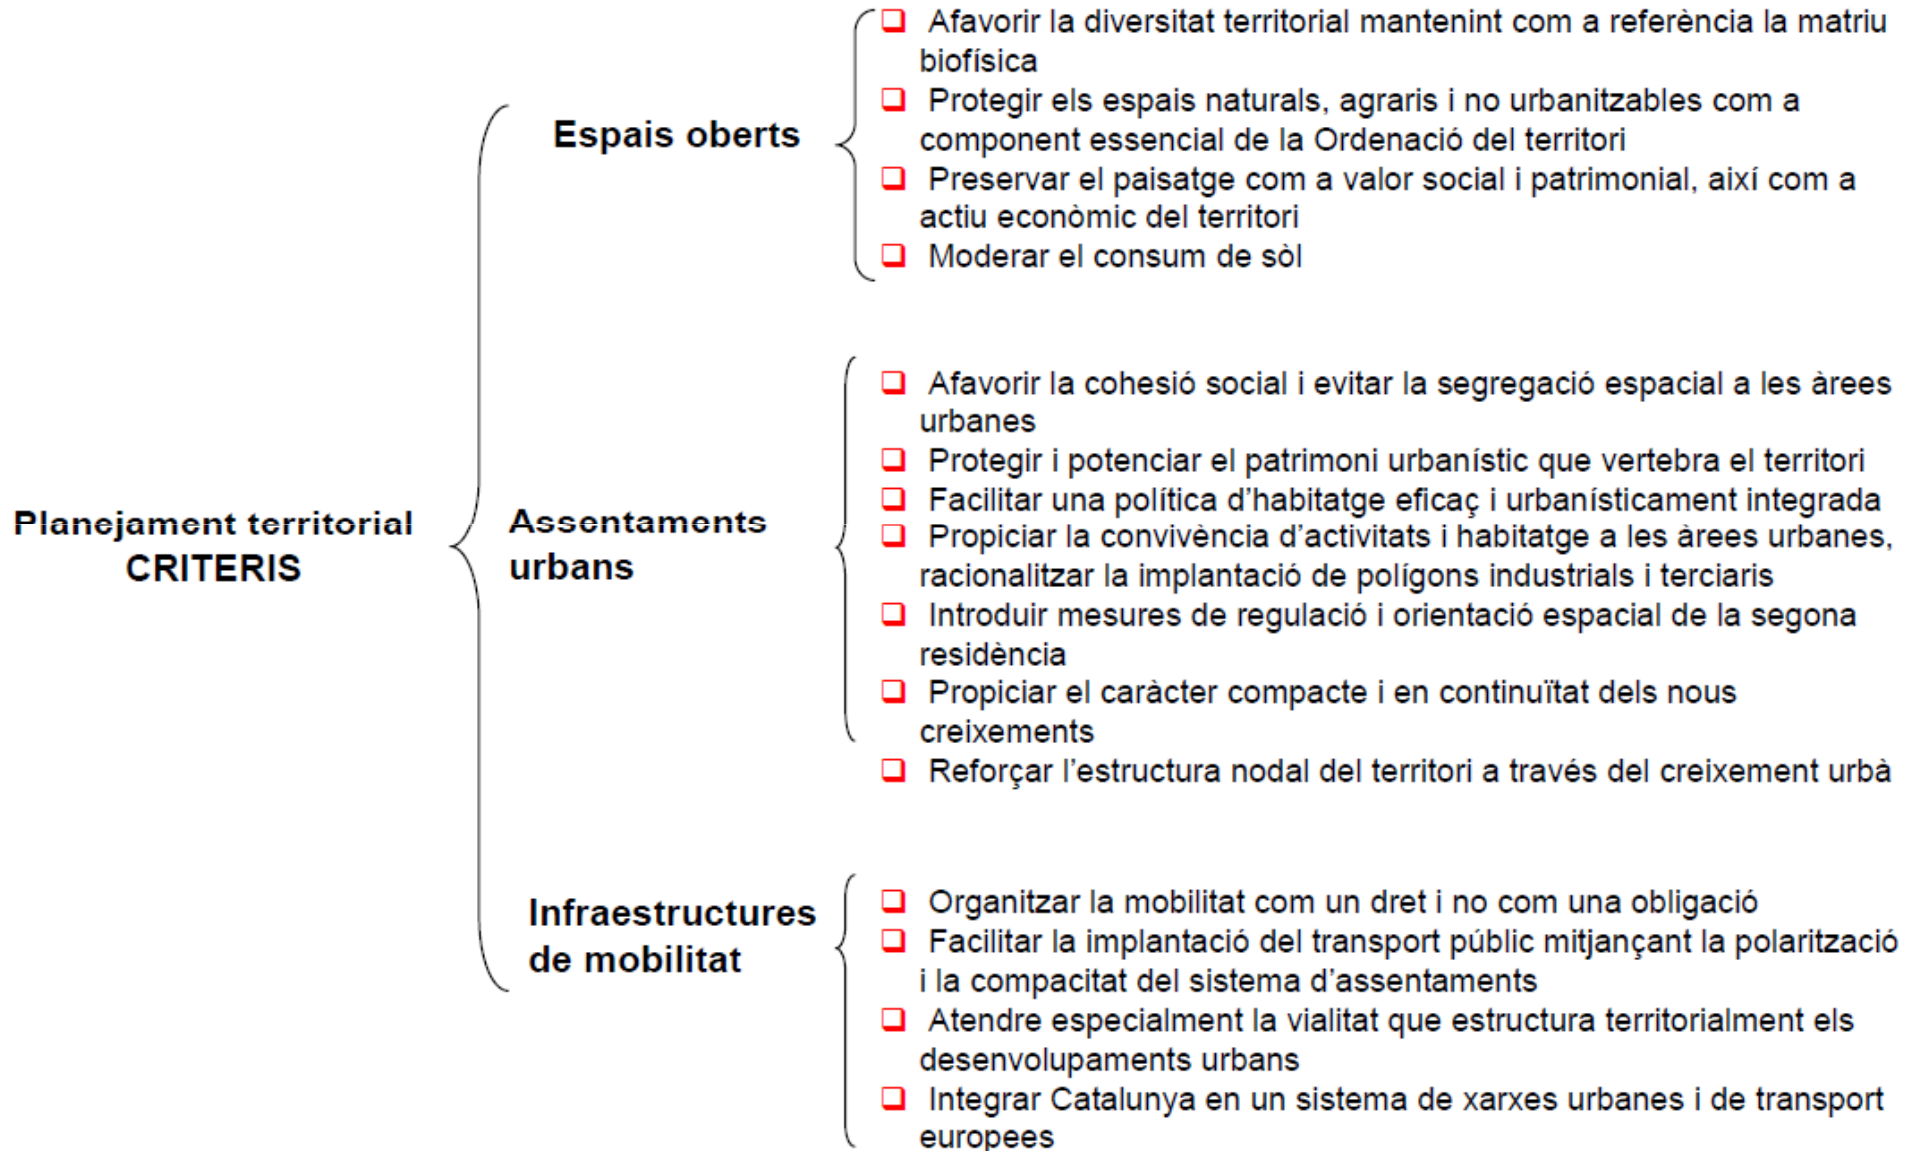 Planejament territorial
CRITERIS
Espais oberts
❑ Afavorir la diversitat territorial mantenint com a referència la matriu
biofísica
❑ Protegir els espais naturals, agraris i no urbanitzables com a
component essencial de la Ordenació del territori
❑ Preservar el paisatge com a valor social i patrimonial, així com a
actiu econòmic del territori
❑ Moderar el consum de sòl
Assentaments
urbans
❑ Afavorir la cohesió social i evitar la segregació espacial a les àrees
urbanes
❑ Protegir i potenciar el patrimoni urbanístic que vertebra el territori
❑ Facilitar una política d'habitatge eficaç i urbanísticament integrada
❑ Propiciar la convivència d'activitats i habitatge a les àrees urbanes,
racionalitzar la implantació de polígons industrials i terciaris
❑ Introduir mesures de regulació i orientació espacial de la segona
residència
❑ Propiciar el caràcter compacte i en continuïtat dels nous
creixements
❑ Reforçar l'estructura nodal del territori a través del creixement urbà
Infraestructures
de mobilitat
❑ Organitzar la mobilitat com un dret i no com una obligació
❑ Facilitar la implantació del transport públic mitjançant la polarització
i la compacitat del sistema d'assentaments
❑ Atendre especialment la vialitat que estructura territorialment els
desenvolupaments urbans
❑ Integrar Catalunya en un sistema de xarxes urbanes i de transport
europees